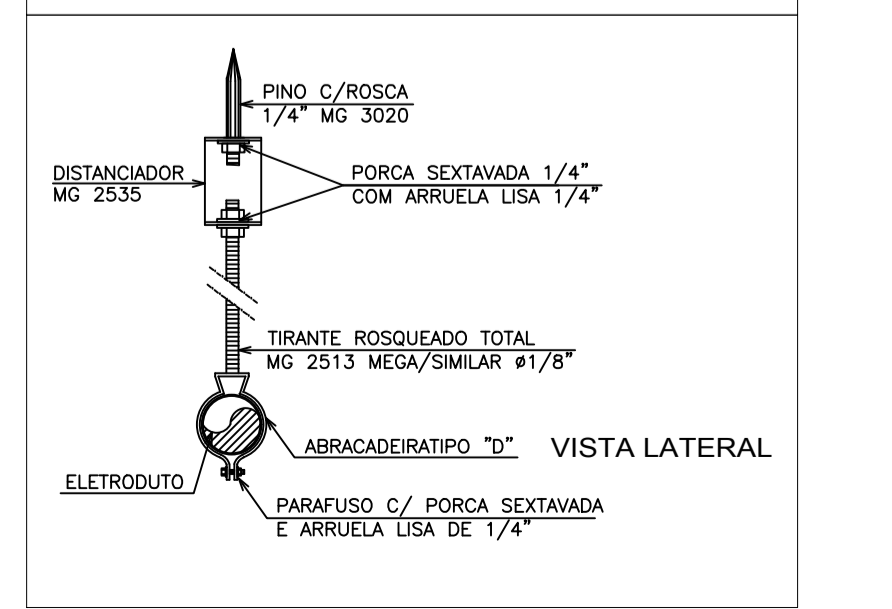 PINO C/ROSCA
1/4" MG 3020
DISTANCIADOR
MG 2535
PORCA SEXTAVADA 1/4"
COM ARRUELA LISA 1/4"
TIRANTE ROSQUEADO TOTAL
MG 2513 MEGA/SIMILAR ø1/8"
ABRACADEIRATIPO "D"
VISTA LATERAL
ELETRODUTO
PARAFUSO C/ PORCA SEXTAVADA
E ARRUELA LISA DE 1/4"